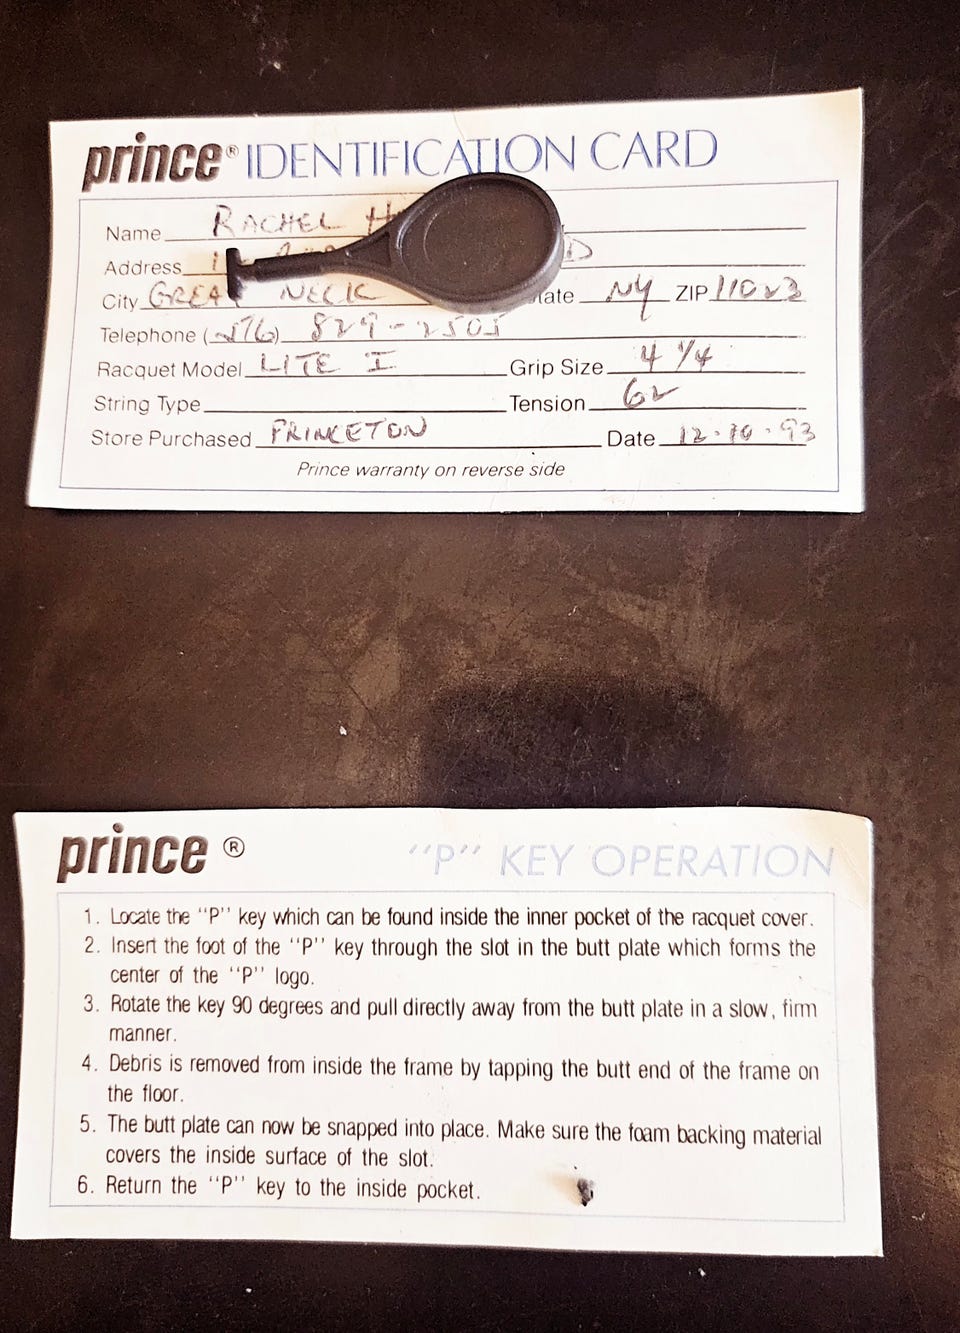 prince® IDENTIFICATION CARD
Name RACHEL H
Address 1 D
City GREAT NECK State NY ZIP 11023
Telephone (516) 829-2505
Racquet Model LITE I Grip Size 4 1/4
String Type Tension 62
Store Purchased PRINCETON Date 12.10.93
Prince warranty on reverse side
prince ® "P" KEY OPERATION
1. Locate the "P" key which can be found inside the inner pocket of the racquet cover.
2. Insert the foot of the "P" key through the slot in the butt plate which forms the
center of the "P" logo.
3. Rotate the key 90 degrees and pull directly away from the butt plate in a slow, firm
manner.
4. Debris is removed from inside the frame by tapping the butt end of the frame on
the floor.
5. The butt plate can now be snapped into place. Make sure the foam backing material
covers the inside surface of the slot.
6. Return the "P" key to the inside pocket.